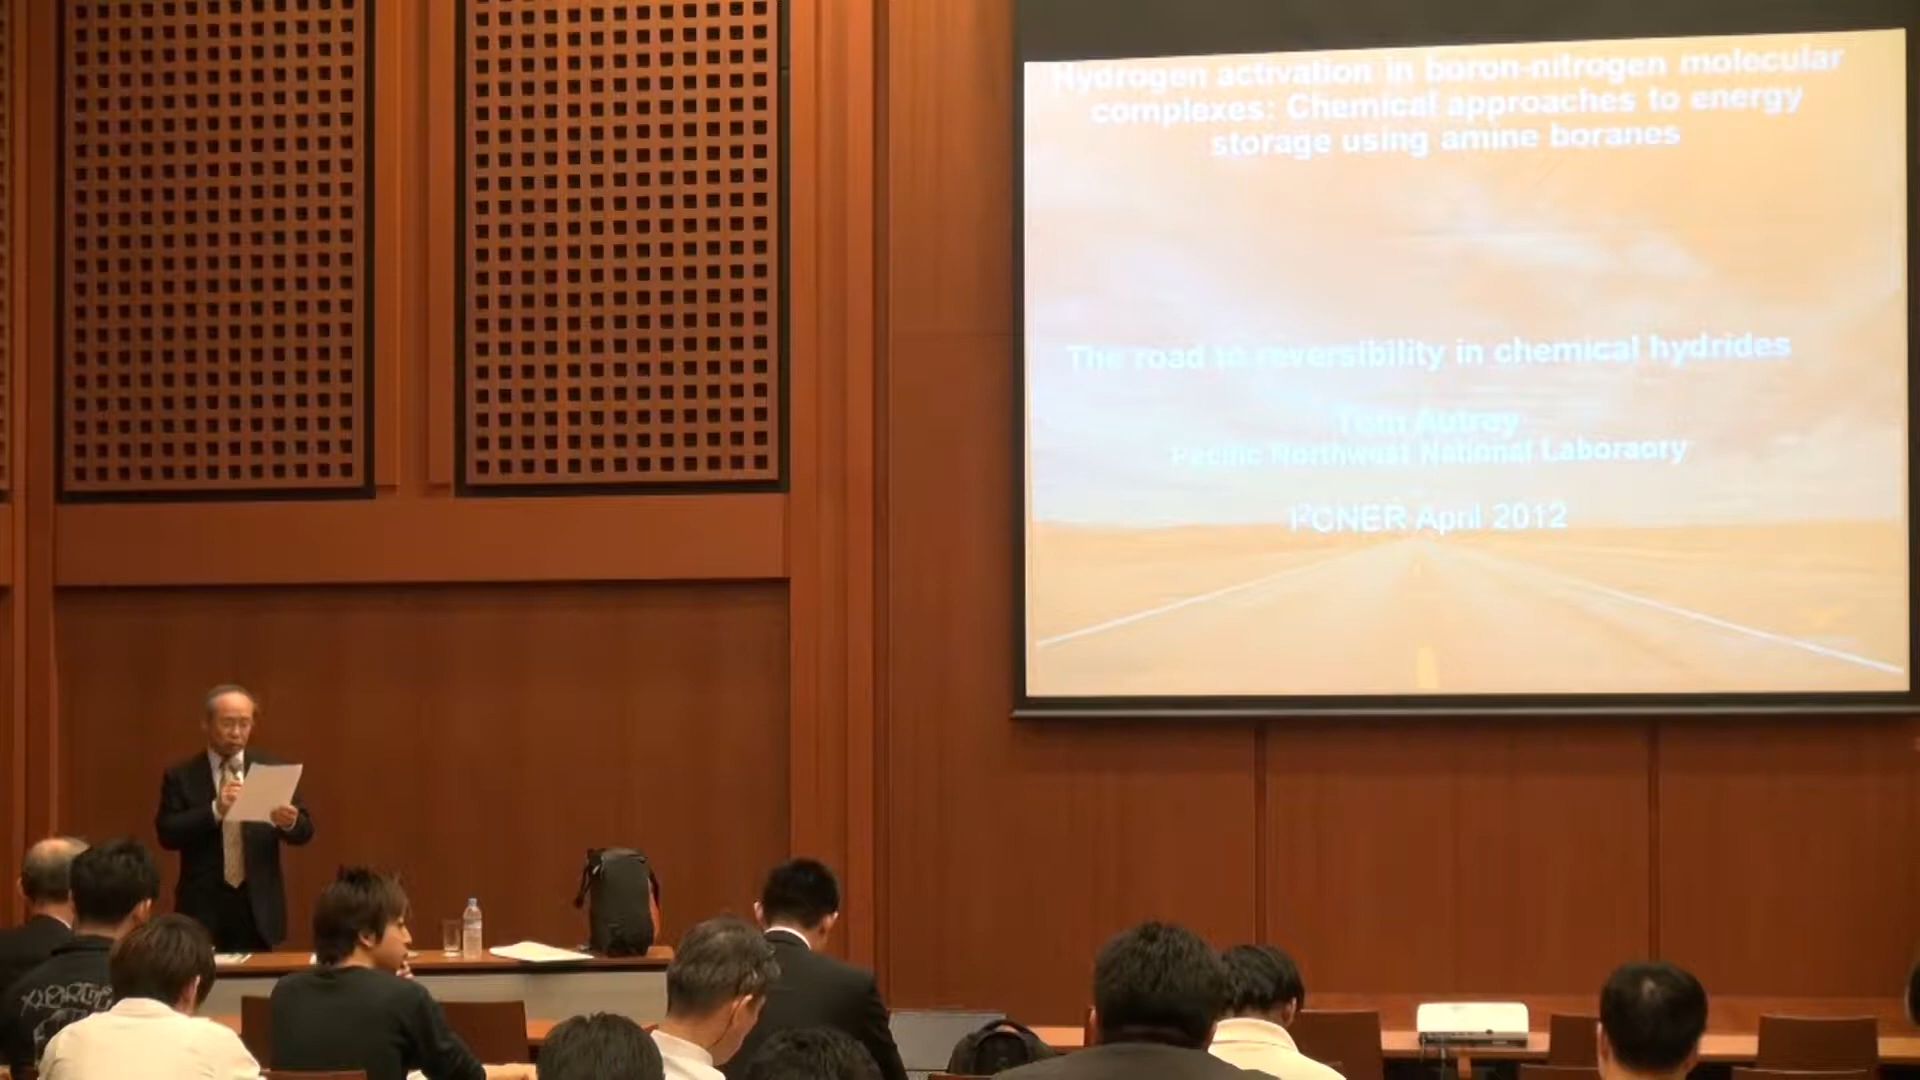 Hydrogen activation in boron-nitrogen molecular
complexes: Chemical approaches to energy
storage using amine boranes
The road to reversibility in chemical hydrides
Tom Autrey
Pacific Northwest National Laboraory
I²CNER April 2012